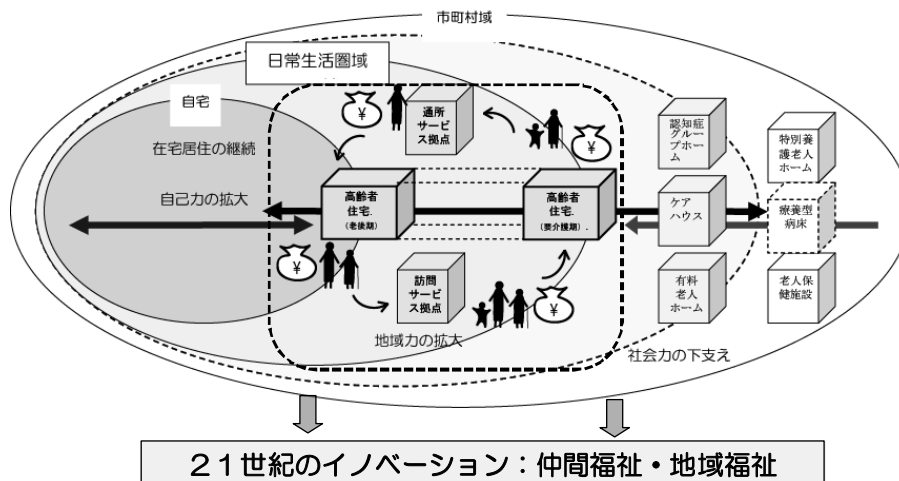 市町村域
日常生活圏域
自宅
在宅居住の継続
自己力の拡大
¥
通所
サービ
ス拠点
¥
認知症
グルー
プホー
ム
特別養
護老人
ホーム
高齢者
住宅.
(老後期)
高齢者
住宅.
(要介護期).
ケア
ハウス
療養型
病床
¥
訪問
サービ
ス拠点
¥
有料
老人
ホーム
老人保
健施設
地域力の拡大
社会力の下支え
21世紀のイノベーション：仲間福祉・地域福祉